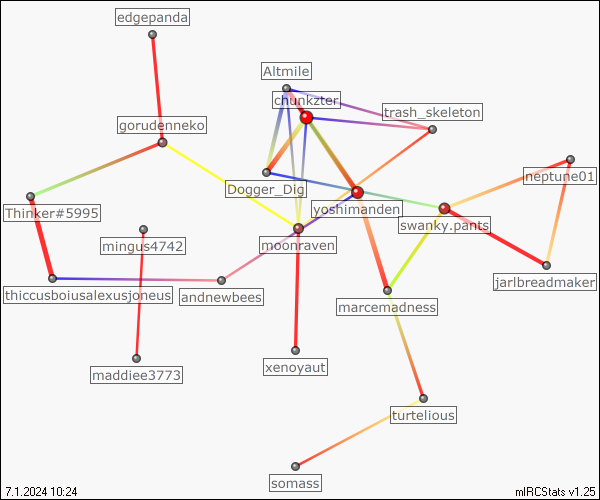 edgepanda
Altmile
chunkzter
trash_skeleton
gorudenneko
neptune01
Dogger_Dig
yoshimanden
Thinker#5995
swanky.pants
mingus4742
moonraven
jarlbreadmaker
thiccusboiusalexusjoneus
andnewbees
marcemadness
xenoyaut
maddiee3773
turtelious
somass
7.1.2024 10:24
mIRCStats v1.25